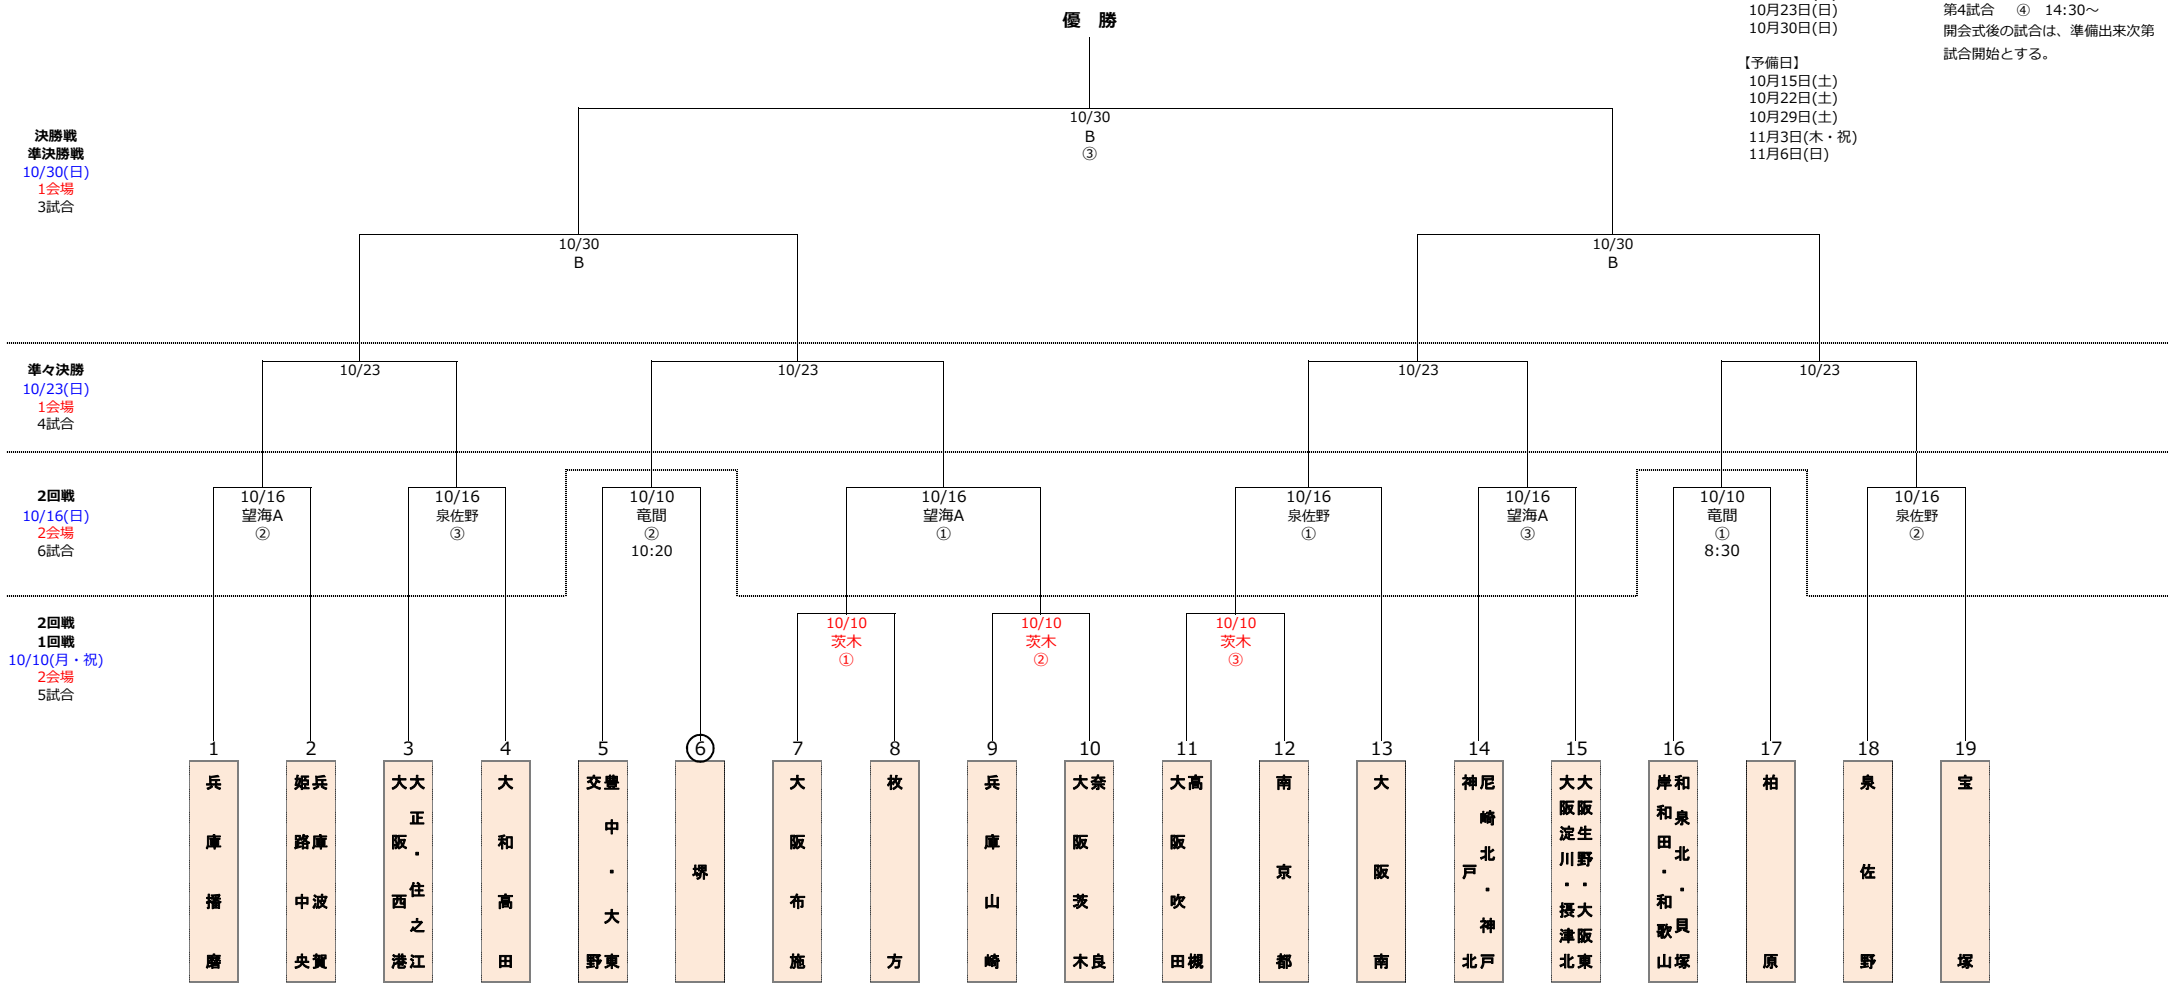 優　勝
10月23日(日)
10月30日(日)
【予備日】
10月15日(土)
10月22日(土)
10月29日(土)
11月3日(木・祝)
11月6日(日)
第4試合　④　14:30～
開会式後の試合は、準備出来次第
試合開始とする。
決勝戦
準決勝戦
10/30(日)
1会場
3試合
10/30
B
③
10/30
B
10/30
B
準々決勝
10/23(日)
1会場
4試合
10/23
10/23
10/23
10/23
2回戦
10/16(日)
2会場
6試合
10/16
望海A
②
10/16
泉佐野
③
10/10
竜間
②
10:20
10/16
望海A
①
10/16
泉佐野
①
10/16
望海A
③
10/10
竜間
①
8:30
10/16
泉佐野
②
2回戦
1回戦
10/10(月・祝)
2会場
5試合
10/10
茨木
①
10/10
茨木
②
10/10
茨木
③
1
兵庫播磨
2
兵庫波賀
姫路中央
3
大正・住之江
大阪西港
4
大和高田
5
豊中・大東
交野
6
堺
7
大阪布施
8
枚方
9
兵庫山崎
10
奈良
大阪茨木
11
高槻
大阪吹田
12
南京都
13
大阪南
14
尼崎北・神戸
神戸北
15
大阪生野・大阪東
大阪淀川・摂津北
16
和泉北・貝塚
岸和田・和歌山
17
柏原
18
泉佐野
19
宝塚